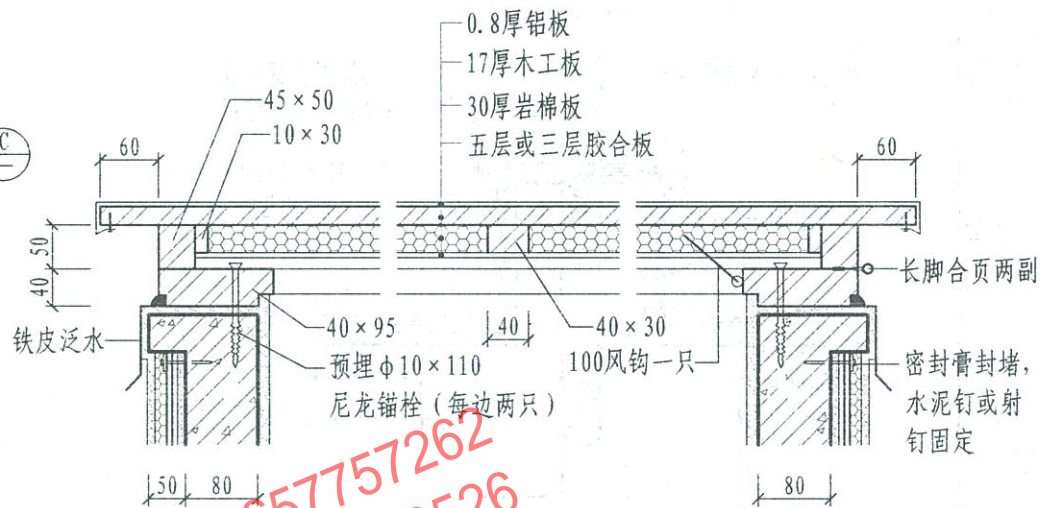 0.8厚铝板
17厚木工板
45×50
30厚岩棉板
10×30
五层或三层胶合板
C
60
60
50
40
长脚合页两副
铁皮泛水
40×95
40
40×30
预埋φ10×110
尼龙锚栓（每边两只）
100风钩一只
密封膏封堵，
水泥钉或射
钉固定
50
80
80
657757262
526